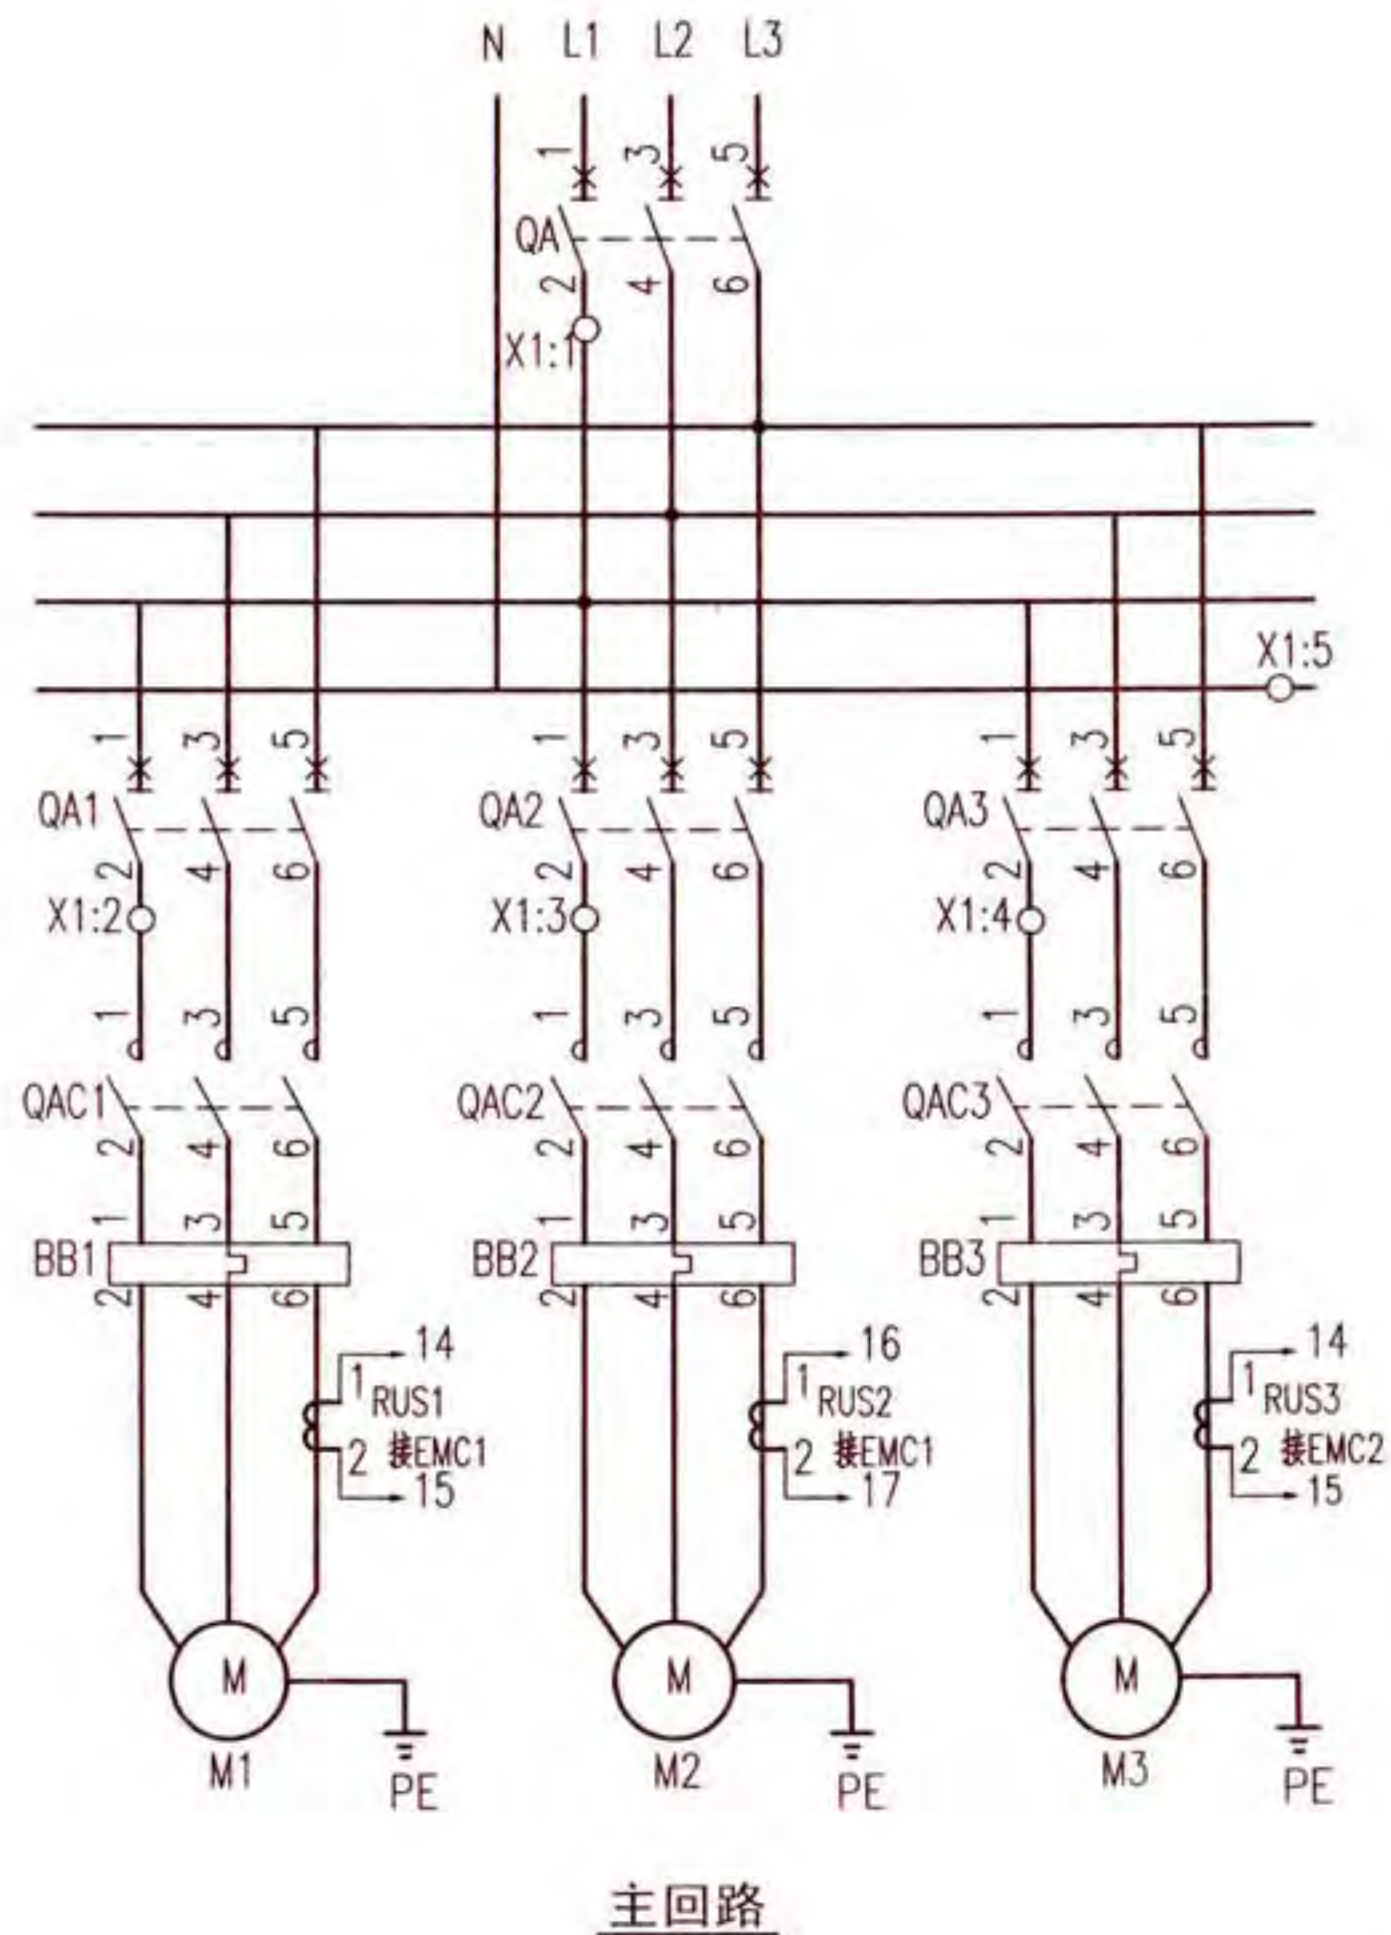 N L1 L2 L3
1 3 5
QA
2 4 6
X1:1
X1:5
1 3 5 1 3 5 1 3 5
QA1 QA2 QA3
2 4 6 2 4 6 2 4 6
X1:2 X1:3 X1:4
1 3 5 1 3 5 1 3 5
QAC1 QAC2 QAC3
2 4 6 2 4 6 2 4 6
1 3 5 1 3 5 1 3 5
BB1 BB2 BB3
2 4 6 2 4 6 2 4 6
14 16 14
1 RUS1 1 RUS2 1 RUS3
2 接EMC1 2 接EMC1 2 接EMC2
15 17 15
M M M
M1 M2 M3
PE PE PE
主回路